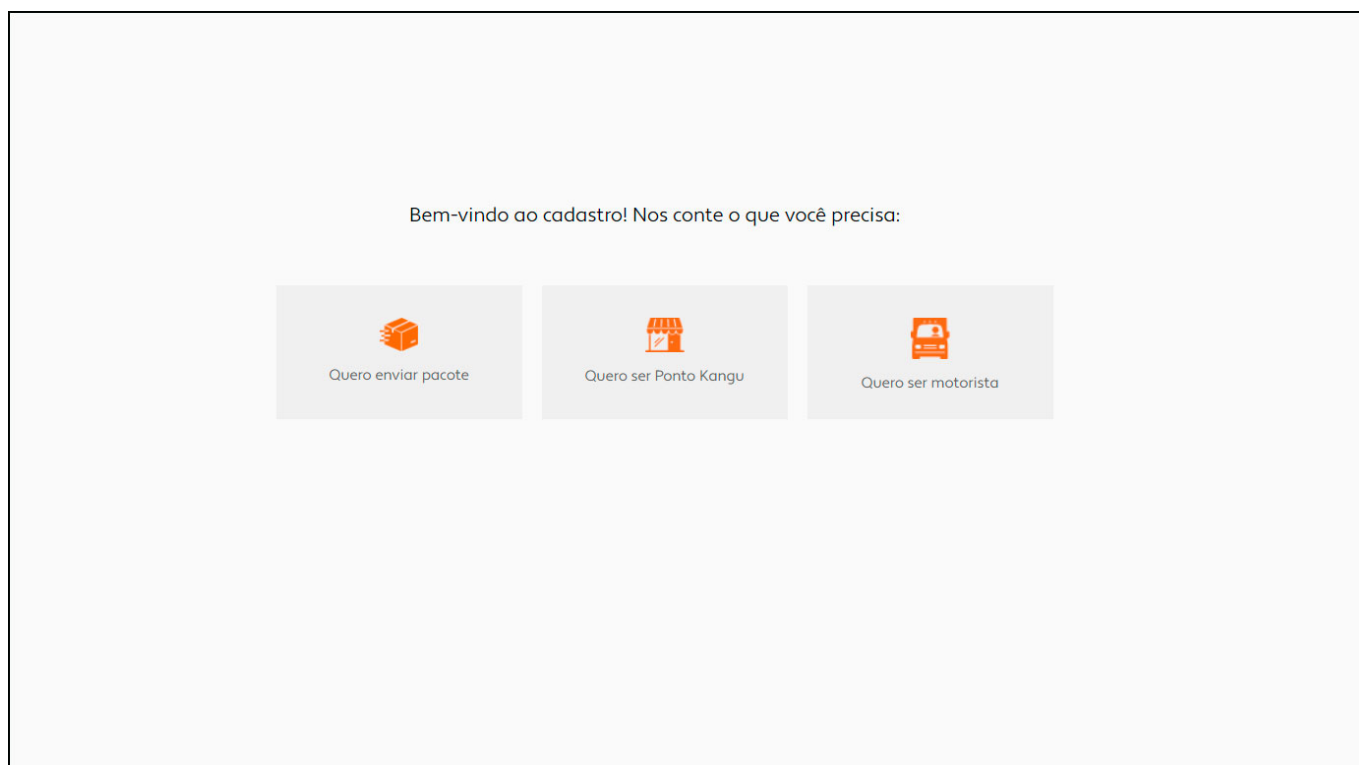 Bem-vindo ao cadastro! Nos conte o que você precisa:
Quero enviar pacote
Quero ser Ponto Kangu
Quero ser motorista